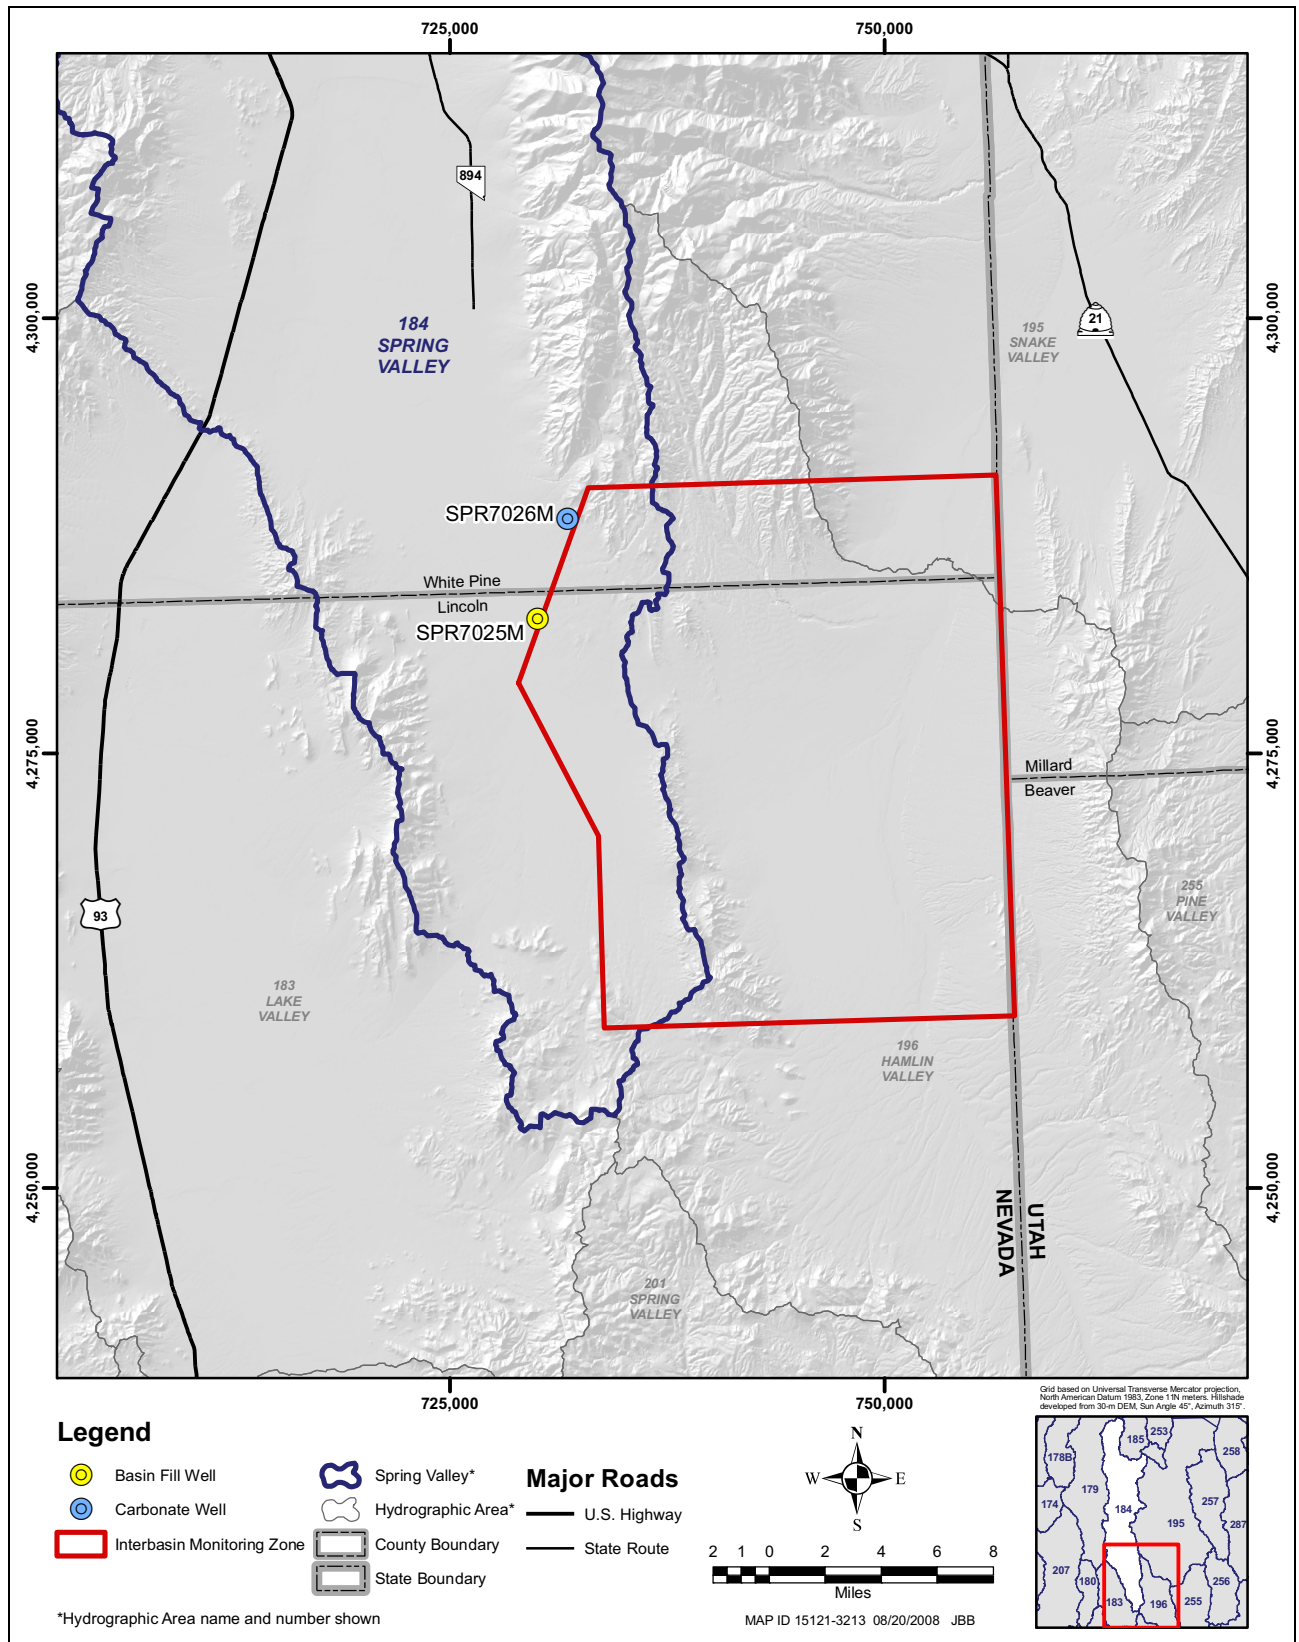 725,000
750,000
894
4,300,000
4,300,000
184
SPRING
VALLEY
195
SNAKE
VALLEY
21
SPR7026M
White Pine
Lincoln
SPR7025M
4,275,000
4,275,000
Millard
Beaver
255
PINE
VALLEY
93
183
LAKE
VALLEY
196
HAMLIN
VALLEY
4,250,000
4,250,000
NEVADA
UTAH
201
SPRING
VALLEY
725,000
750,000
Grid based on Universal Transverse Mercator projection,
North American Datum 1983, Zone 11N meters. Hillshade
developed from 30-m DEM, Sun Angle 45°, Azimuth 315°.
Legend
Basin Fill Well
Carbonate Well
Interbasin Monitoring Zone
Spring Valley*
Hydrographic Area*
County Boundary
State Boundary
Major Roads
U.S. Highway
State Route
N
W
E
S
2 1 0 2 4 6 8
Miles
*Hydrographic Area name and number shown
MAP ID 15121-3213 08/20/2008 JBB
185
253
178B
258
179
174
184
257
195
287
207
180
256
183
196
255